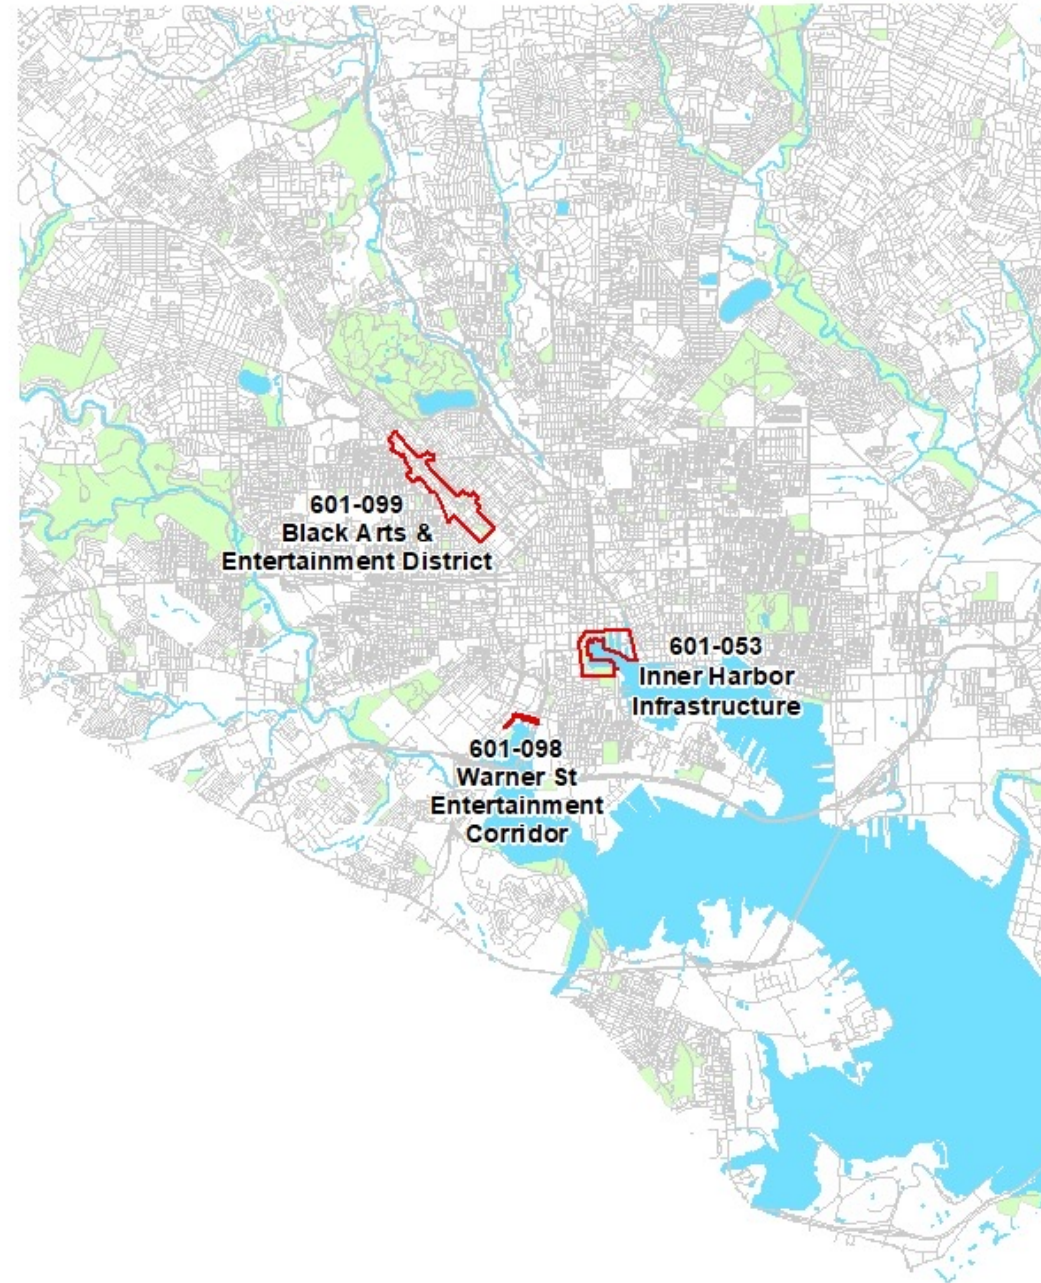 601-099
Black Arts &
Entertainment District
601-053
Inner Harbor
Infrastructure
601-098
Warner St
Entertainment
Corridor